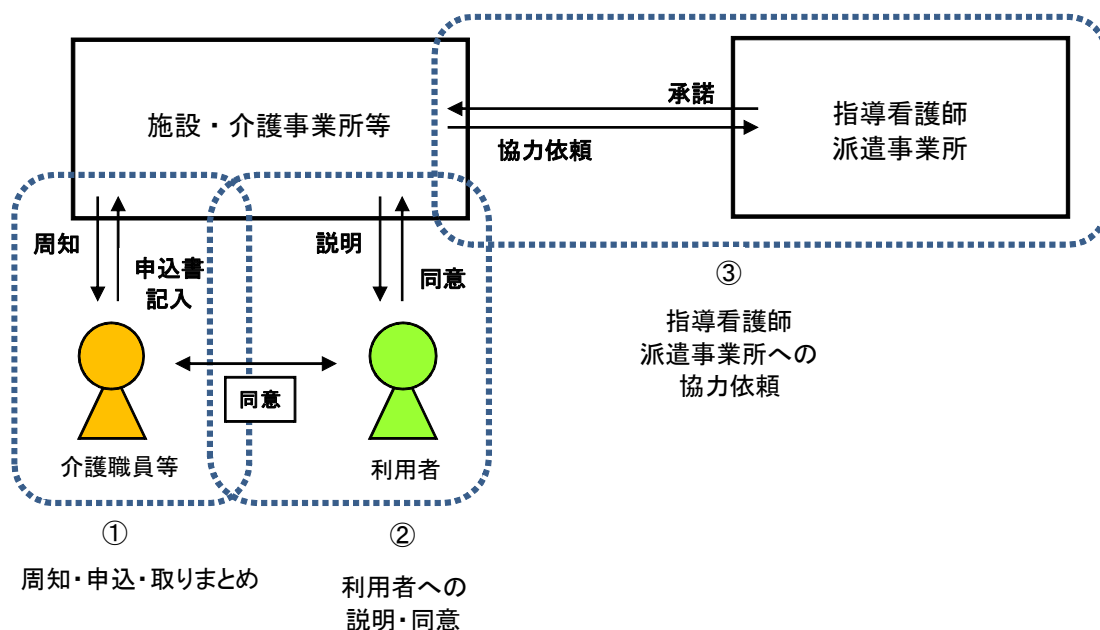 施設・介護事業所等
承諾
協力依頼
指導看護師
派遣事業所
周知
申込書
記入
説明
同意
同意
介護職員等
利用者
①
周知・申込・取りまとめ
②
利用者への
説明・同意
③
指導看護師
派遣事業所への
協力依頼